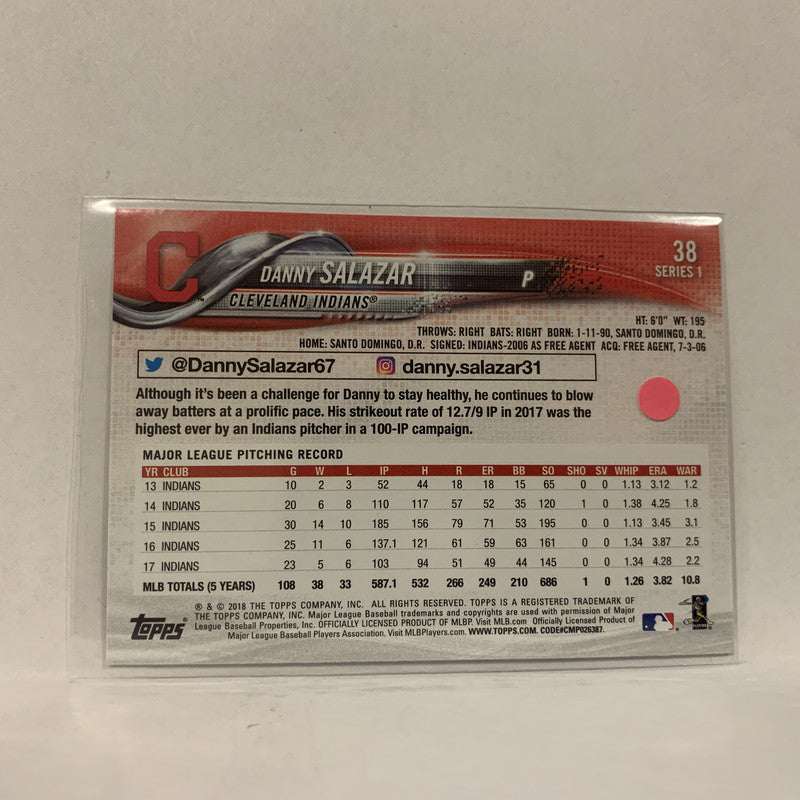 C
DANNY SALAZAR P
38
SERIES 1
CLEVELAND INDIANS®
HT: 6'0" WT: 195
THROWS: RIGHT BATS: RIGHT BORN: 1-11-90, SANTO DOMINGO, D.R.
HOME: SANTO DOMINGO, D.R. SIGNED: INDIANS-2006 AS FREE AGENT ACQ: FREE AGENT, 7-3-06
@DannySalazar67 danny.salazar31
Although it's been a challenge for Danny to stay healthy, he continues to blow
away batters at a prolific pace. His strikeout rate of 12.7/9 IP in 2017 was the
highest ever by an Indians pitcher in a 100-IP campaign.
MAJOR LEAGUE PITCHING RECORD
YR CLUB G W L IP H R ER BB SO SHO SV WHIP ERA WAR
13 INDIANS 10 2 3 52 44 18 18 15 65 0 0 1.13 3.12 1.2
14 INDIANS 20 6 8 110 117 57 52 35 120 1 0 1.38 4.25 1.8
15 INDIANS 30 14 10 185 156 79 71 53 195 0 0 1.13 3.45 3.1
16 INDIANS 25 11 6 137.1 121 61 59 63 161 0 0 1.34 3.87 2.5
17 INDIANS 23 5 6 103 94 51 49 44 145 0 0 1.34 4.28 2.2
MLB TOTALS (5 YEARS) 108 38 33 587.1 532 266 249 210 686 1 0 1.26 3.82 10.8
® & © 2018 THE TOPPS COMPANY, INC. ALL RIGHTS RESERVED. TOPPS IS A REGISTERED TRADEMARK OF
THE TOPPS COMPANY, INC. Major League Baseball trademarks and copyrights are used with permission of Major
League Baseball Properties, Inc. OFFICIALLY LICENSED PRODUCT OF MLBP. Visit MLB.com Officially Licensed Product of
Major League Baseball Players Association. Visit MLBPlayers.com. WWW.TOPPS.COM. CODE#CMP026387.
Topps